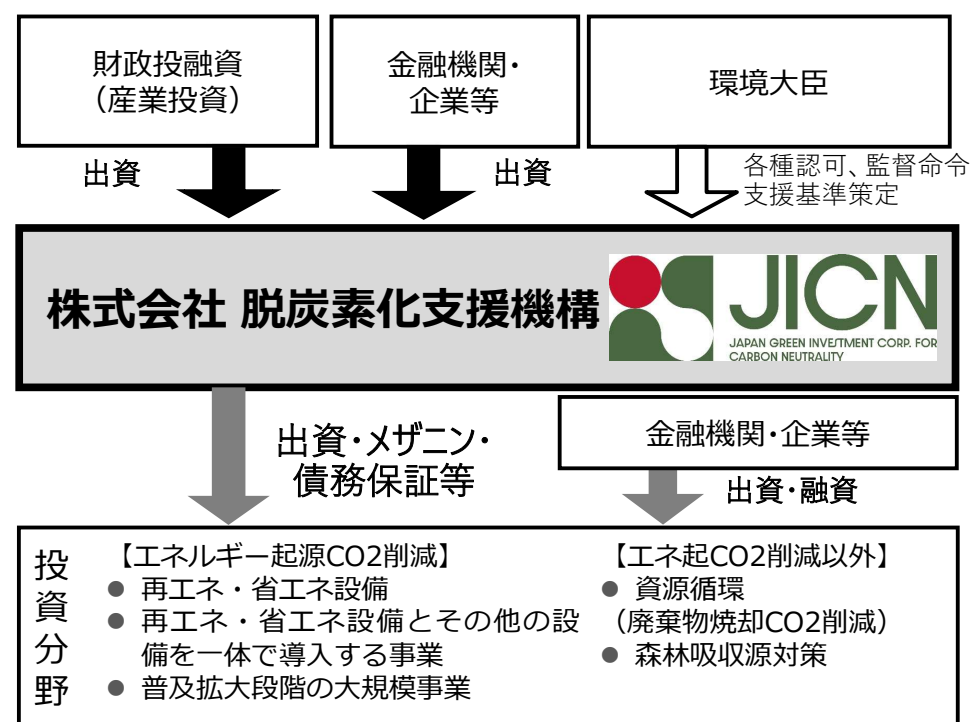 財政投融資
（産業投資）
金融機関・
企業等
環境大臣
出資
出資
各種認可、監督命令
支援基準策定
株式会社 脱炭素化支援機構
JICN
JAPAN GREEN INVESTMENT CORP. FOR
CARBON NEUTRALITY
出資・メザニン・
債務保証等
金融機関・企業等
出資・融資
投資分野
【エネルギー起源CO2削減】
● 再エネ・省エネ設備
● 再エネ・省エネ設備とその他の設
備を一体で導入する事業
● 普及拡大段階の大規模事業
【エネ起CO2削減以外】
● 資源循環
（廃棄物焼却CO2削減）
● 森林吸収源対策